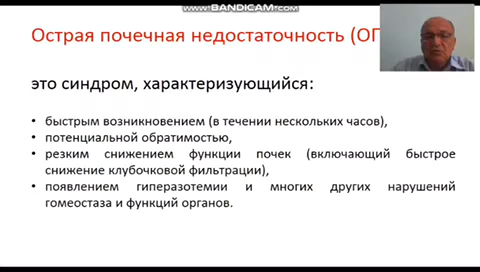 www.BANDICAM.COM
Острая почечная недостаточность (ОП
это синдром, характеризующийся:
• быстрым возникновением (в течении нескольких часов),
• потенциальной обратимостью,
• резким снижением функции почек (включающий быстрое
снижение клубочковой фильтрации),
• появлением гиперазотемии и многих других нарушений
гомеостаза и функций органов.